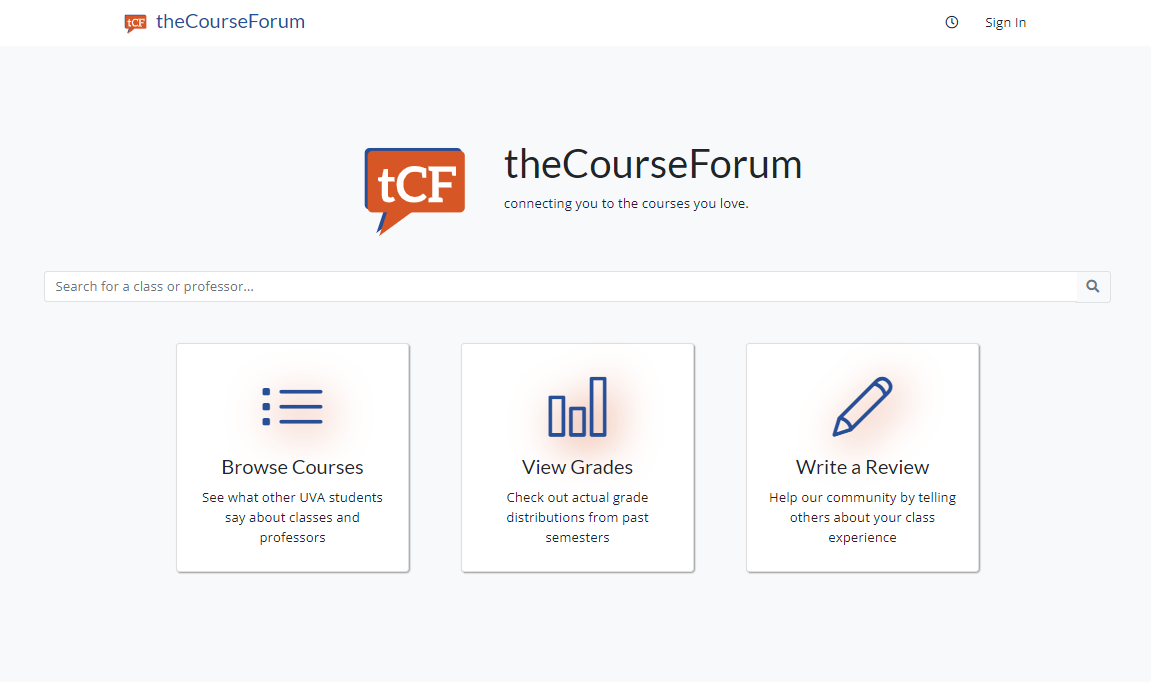 tCF theCourseForum
Sign In
tCF
theCourseForum
connecting you to the courses you love.
Search for a class or professor...
Browse Courses
See what other UVA students
say about classes and
professors
View Grades
Check out actual grade
distributions from past
semesters
Write a Review
Help our community by telling
others about your class
experience